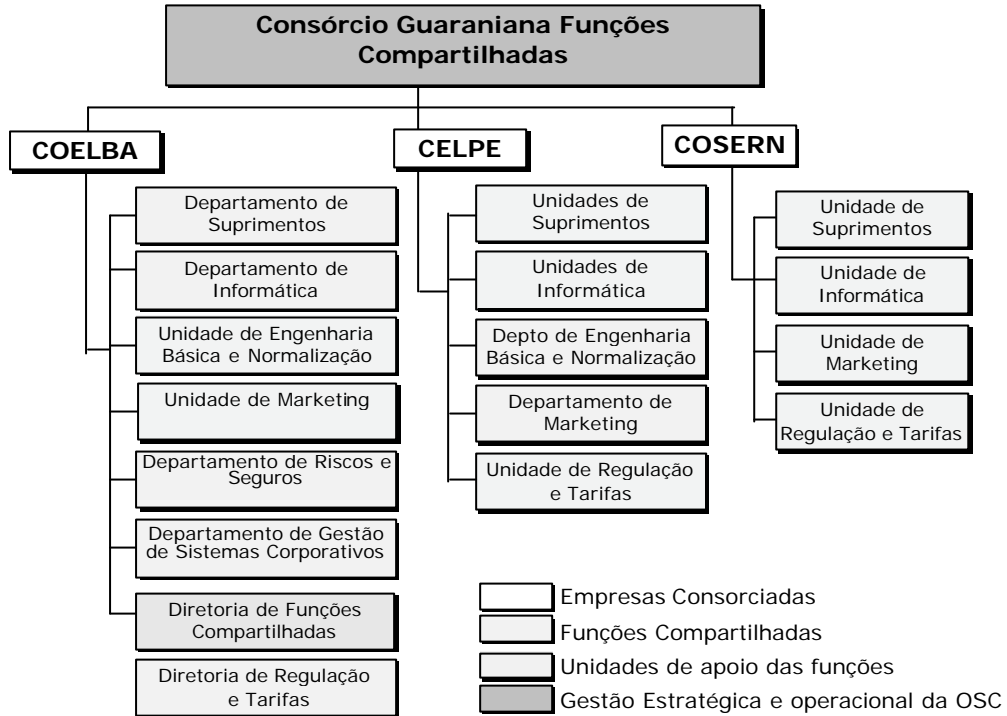 Consórcio Guaraniana Funções
Compartilhadas
COELBA
CELPE
COSERN
Departamento de
Suprimentos
Departamento de
Informática
Unidade de Engenharia
Básica e Normalização
Unidade de Marketing
Departamento de Riscos e
Seguros
Departamento de Gestão
de Sistemas Corporativos
Diretoria de Funções
Compartilhadas
Diretoria de Regulação
e Tarifas
Unidades de
Suprimentos
Unidades de
Informática
Depto de Engenharia
Básica e Normalização
Departamento de
Marketing
Unidade de Regulação
e Tarifas
Unidade de
Suprimentos
Unidade de
Informática
Unidade de
Marketing
Unidade de
Regulação e Tarifas
Empresas Consorciadas
Funções Compartilhadas
Unidades de apoio das funções
Gestão Estratégica e operacional da OSC